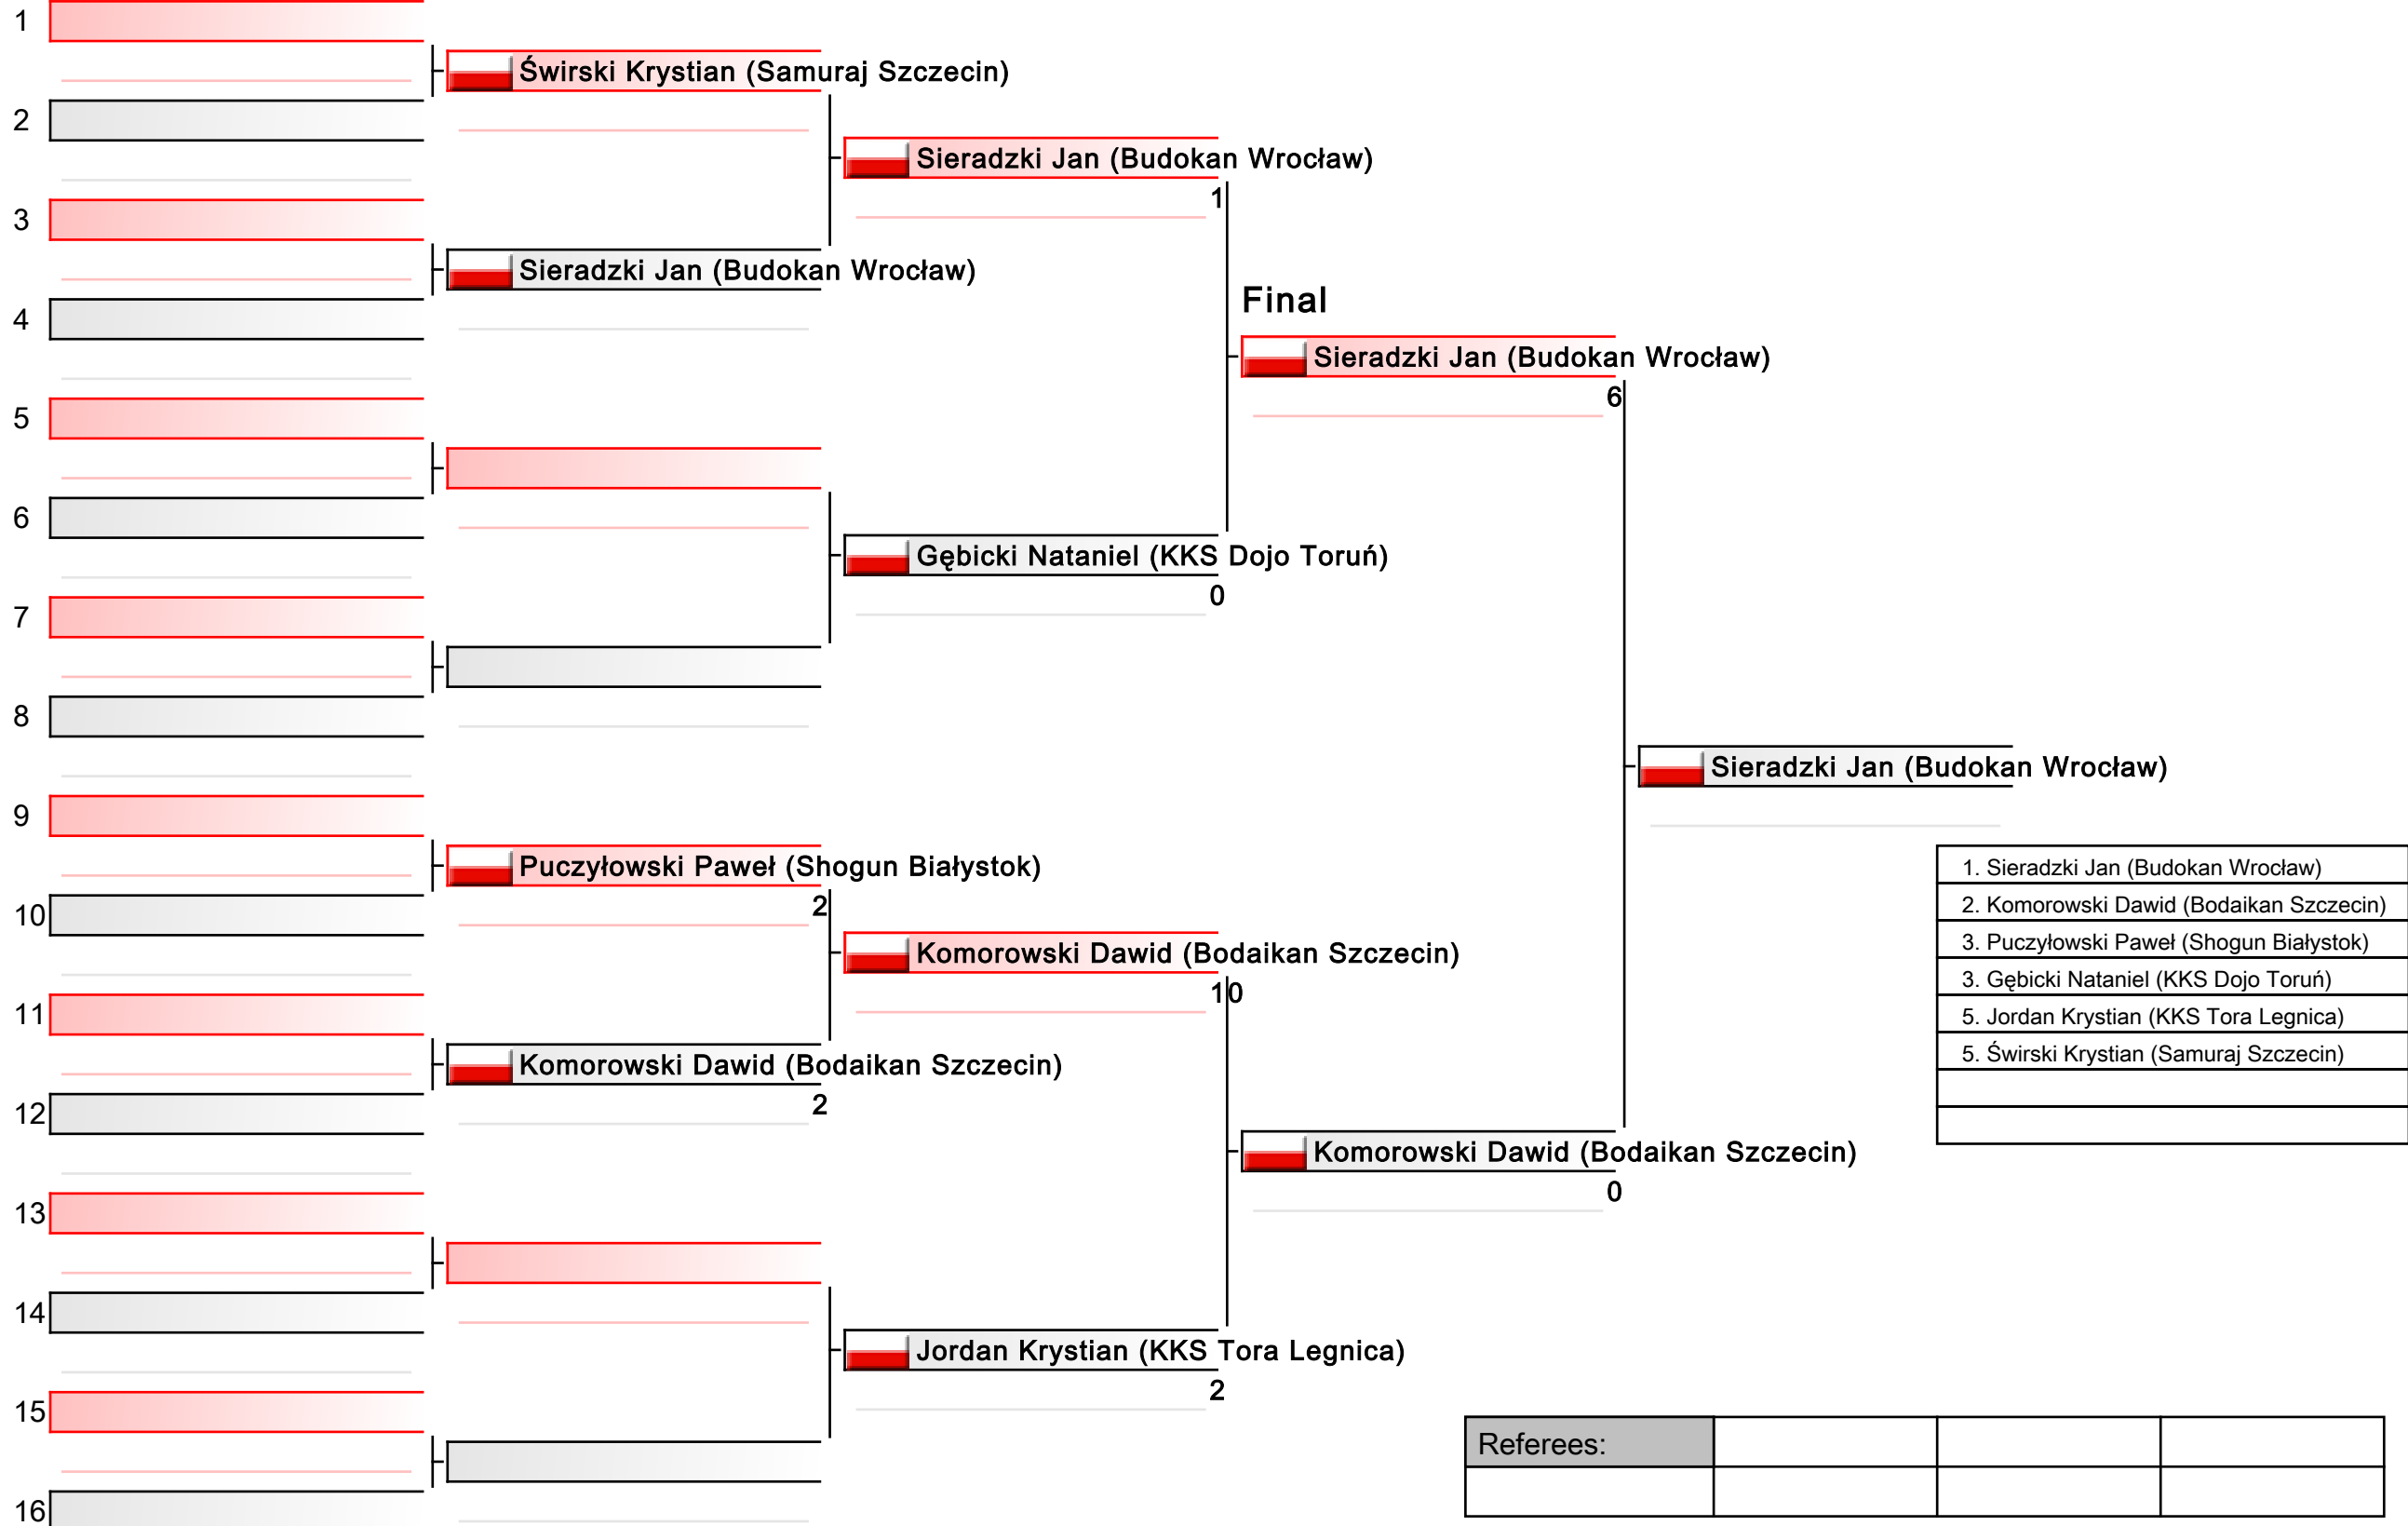 1
Świrski Krystian (Samuraj Szczecin)
2
Sieradzki Jan (Budokan Wrocław)
1
3
Sieradzki Jan (Budokan Wrocław)
Final
4
Sieradzki Jan (Budokan Wrocław)
6
5
6
Gębicki Nataniel (KKS Dojo Toruń)
0
7
8
Sieradzki Jan (Budokan Wrocław)
9
Puczyłowski Paweł (Shogun Białystok)
2
10
Komorowski Dawid (Bodaikan Szczecin)
10
11
Komorowski Dawid (Bodaikan Szczecin)
2
12
Komorowski Dawid (Bodaikan Szczecin)
0
1. Sieradzki Jan (Budokan Wrocław)
2. Komorowski Dawid (Bodaikan Szczecin)
3. Puczyłowski Paweł (Shogun Białystok)
3. Gębicki Nataniel (KKS Dojo Toruń)
5. Jordan Krystian (KKS Tora Legnica)
5. Świrski Krystian (Samuraj Szczecin)
13
14
Jordan Krystian (KKS Tora Legnica)
2
15
16
Referees: